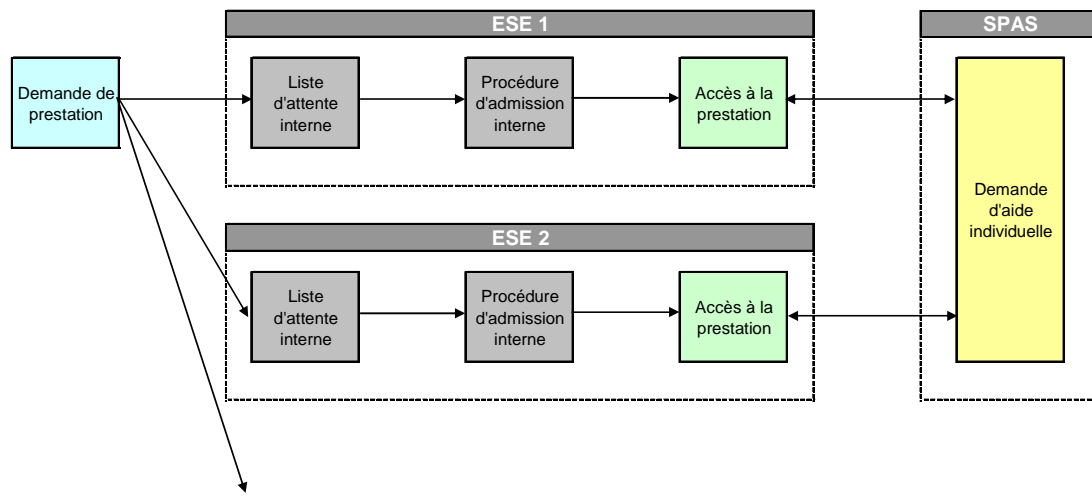 ESE 1
SPAS
Demande de
prestation
Liste
d'attente
interne
Procédure
d'admission
interne
Accès à la
prestation
Demande
d'aide
individuelle
ESE 2
Liste
d'attente
interne
Procédure
d'admission
interne
Accès à la
prestation